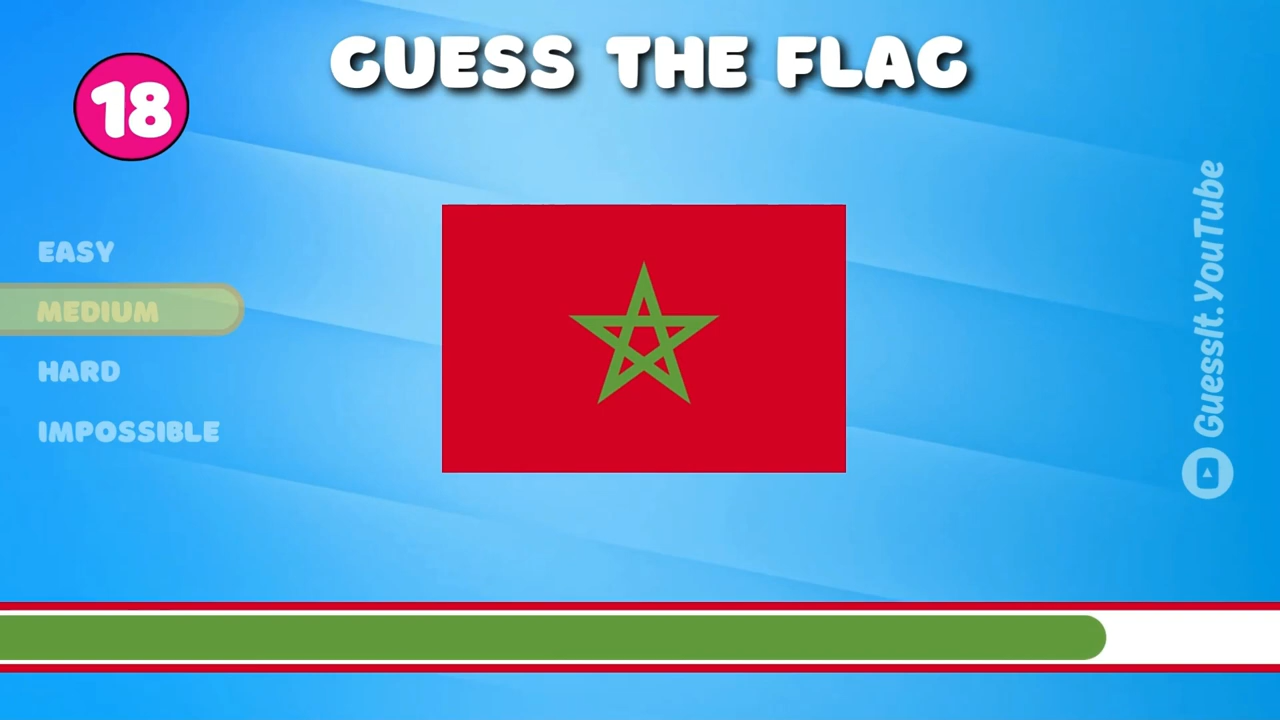 GUESS THE FLAG
18
EASY
MEDIUM
HARD
IMPOSSIBLE
GuessIt.YouTube